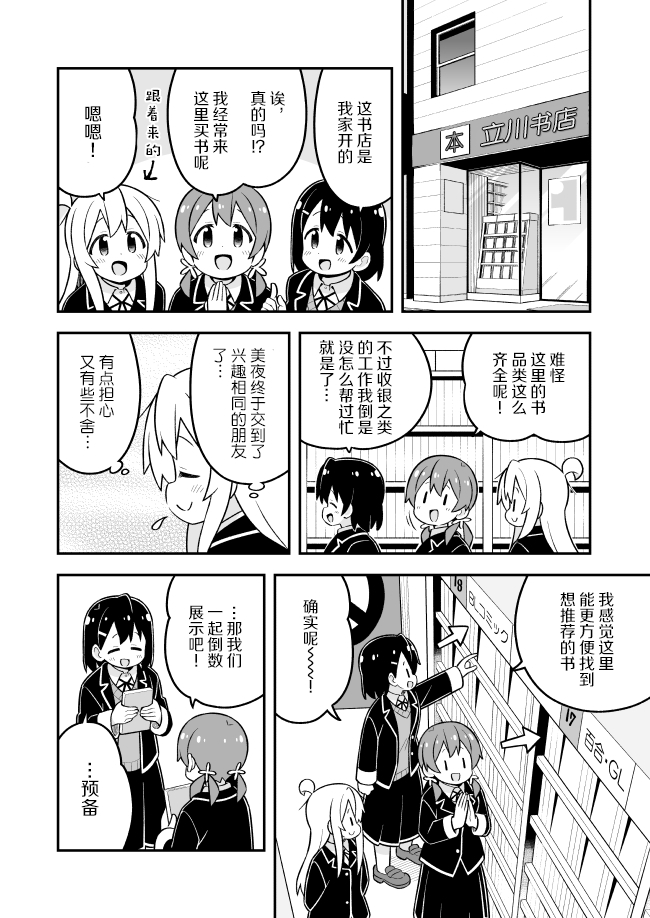 本 立川书店
这书店是
我家开的
诶，
真的吗!?
我经常来
这里买书呢
跟着来的
嗯嗯！
难怪
这里的书
品类这么
齐全呢！
不过收银之类
的工作我倒是
没怎么帮过忙
就是了…
美夜终于交到了
兴趣相同的朋友
了…
有点担心
又有些不舍…
我感觉这里
能更方便找到
想推荐的书
18 BLコミック
17 百合・GL
确实呢〜〜！
…那我们
一起倒数
展示吧！
…预备